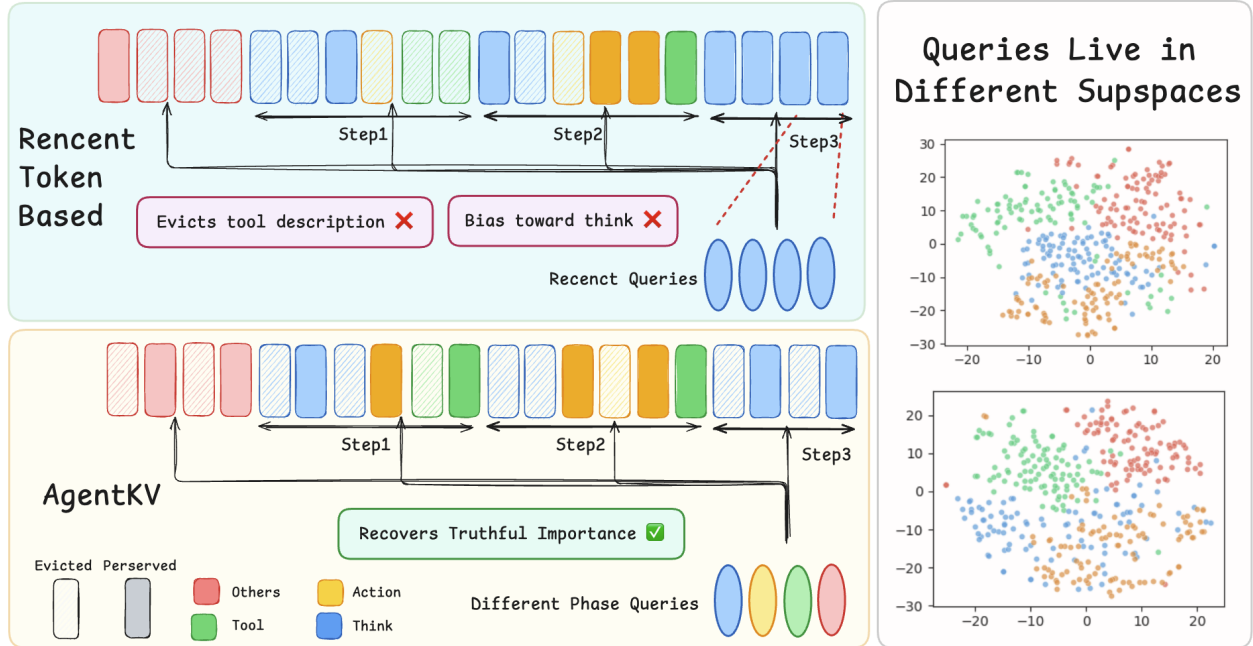 Rencent
Token
Based
Step1
Step2
Step3
Evicts tool description ❌
Bias toward think ❌
Recenct Queries
AgentKV
Step1
Step2
Step3
Recovers Truthful Importance ✅
Different Phase Queries
Evicted Perserved
Others
Action
Tool
Think
Queries Live in
Different Supspaces
30
20
10
0
−10
−20
−30
−20 −10 0 10 20
20
10
0
−10
−20
−30
−20 −10 0 10 20